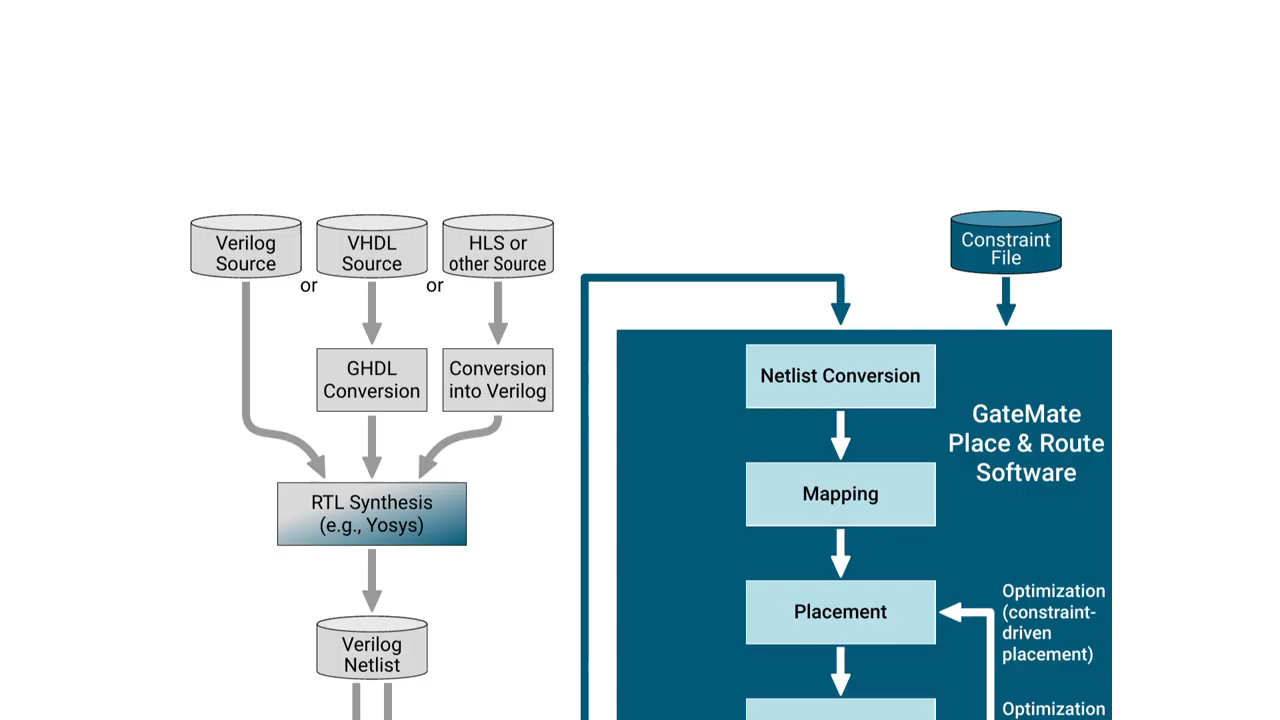 Verilog
Source
or
VHDL
Source
or
HLS or
other Source
GHDL
Conversion
Conversion
into Verilog
RTL Synthesis
(e.g., Yosys)
Verilog
Netlist
Constraint
File
Netlist Conversion
GateMate
Place & Route
Software
Mapping
Placement
Optimization
(constraint-
driven
placement)
Optimization